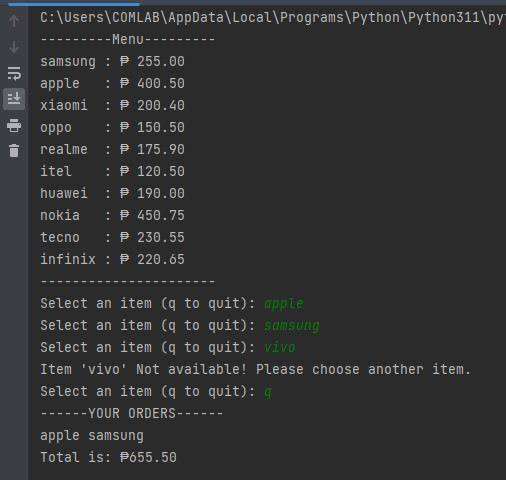 C:\Users\COMLAB\AppData\Local\Programs\Python\Python311\pyt
---------Menu---------
samsung : ₱ 255.00
apple   : ₱ 400.50
xiaomi  : ₱ 200.40
oppo    : ₱ 150.50
realme  : ₱ 175.90
itel    : ₱ 120.50
huawei  : ₱ 190.00
nokia   : ₱ 450.75
tecno   : ₱ 230.55
infinix : ₱ 220.65
----------------------
Select an item (q to quit): apple
Select an item (q to quit): samsung
Select an item (q to quit): vivo
Item 'vivo' Not available! Please choose another item.
Select an item (q to quit): q
------YOUR ORDERS------
apple samsung
Total is: ₱655.50